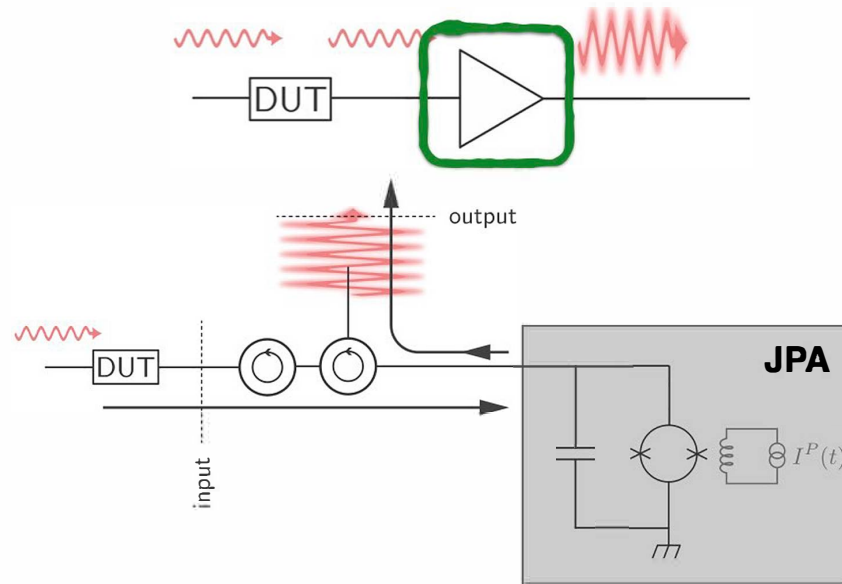 DUT
output
JPA
DUT
input
I^P(t)